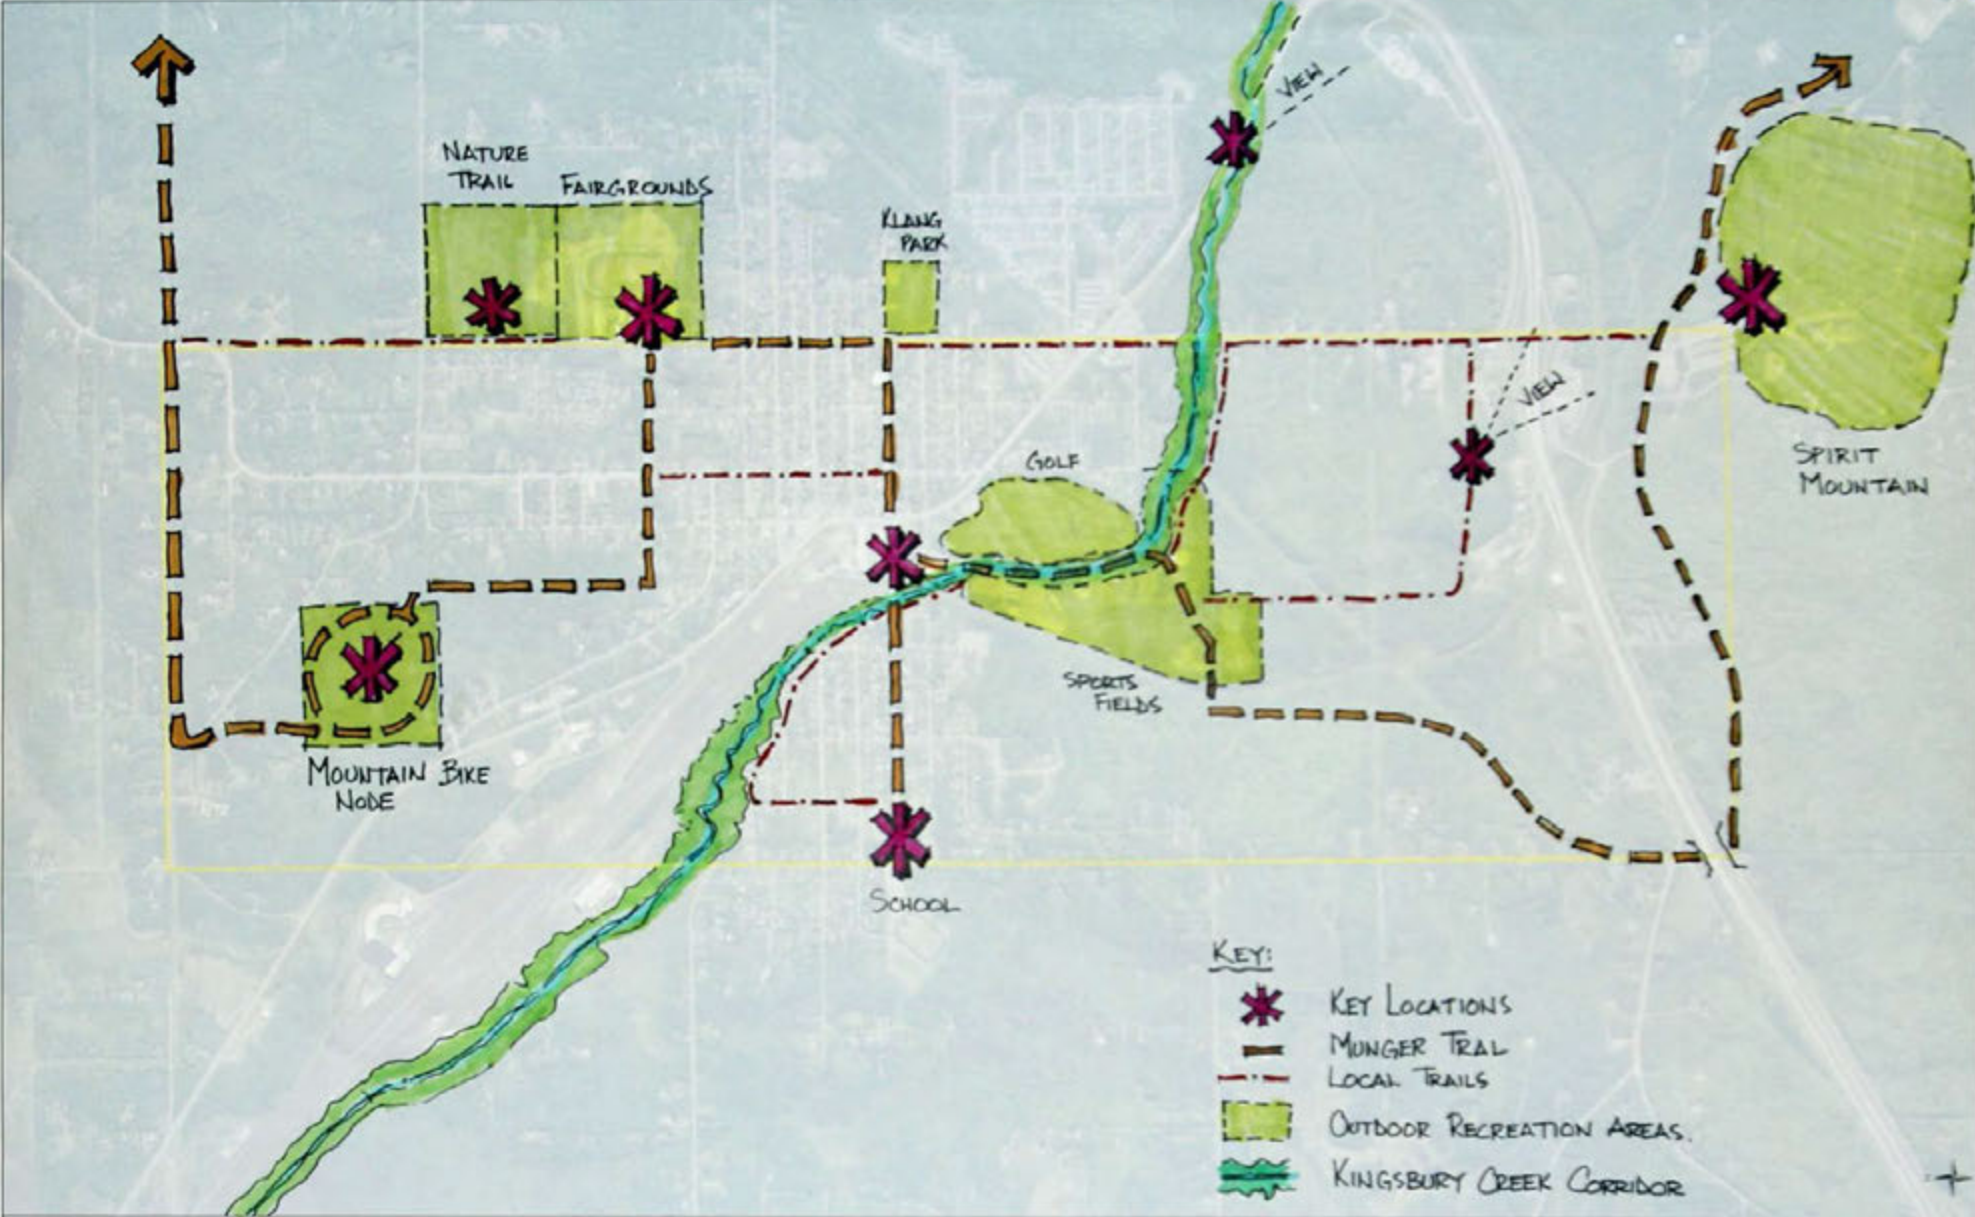 VIEW
NATURE
TRAIL
FAIRGROUNDS
KLANG
PARK
VIEW
GOLF
SPIRIT
MOUNTAIN
SPORTS
FIELDS
MOUNTAIN BIKE
NODE
SCHOOL
KEY:
KEY LOCATIONS
MUNGER TRAL
LOCAL TRAILS
OUTDOOR RECREATION AREAS.
KINGSBURY CREEK CORRIDOR